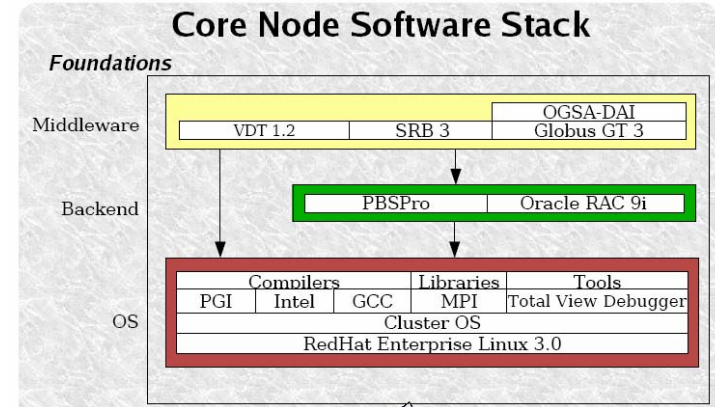 Core Node Software Stack
Foundations
Middleware
OGSA-DAI
VDT 1.2 SRB 3 Globus GT 3
Backend
PBSPro Oracle RAC 9i
Compilers Libraries Tools
PGI Intel GCC MPI Total View Debugger
OS
Cluster OS
RedHat Enterprise Linux 3.0